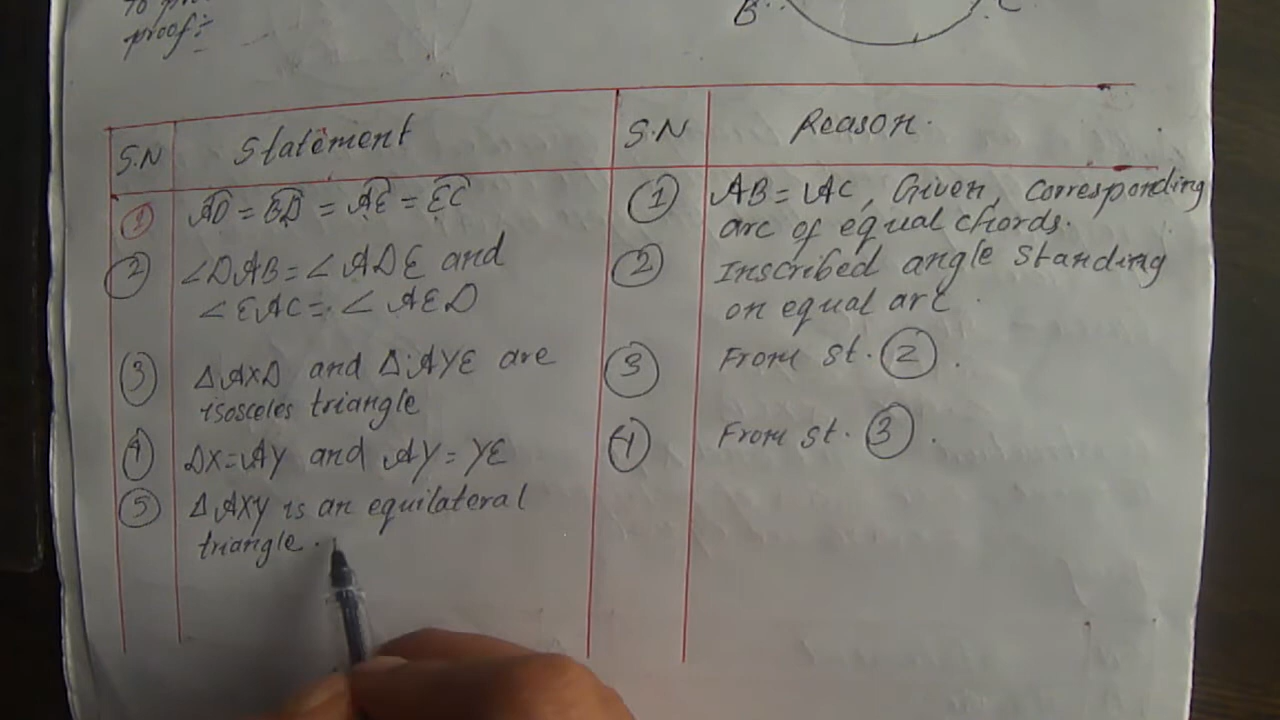 proof:-
B
S.N Statement S.N Reason.
① AD = BD = AE = EC ① AB = AC, Given, corresponding
arc of equal chords.
② ∠DAB = ∠ADE and ② Inscribed angle standing
∠EAC = ∠AED on equal arc.
③ ΔAXD and ΔAYE are ③ From st. ② .
isosceles triangle
④ DX=AY and AY = YE ④ From st. ③ .
⑤ ΔAXY is an equilateral
triangle.